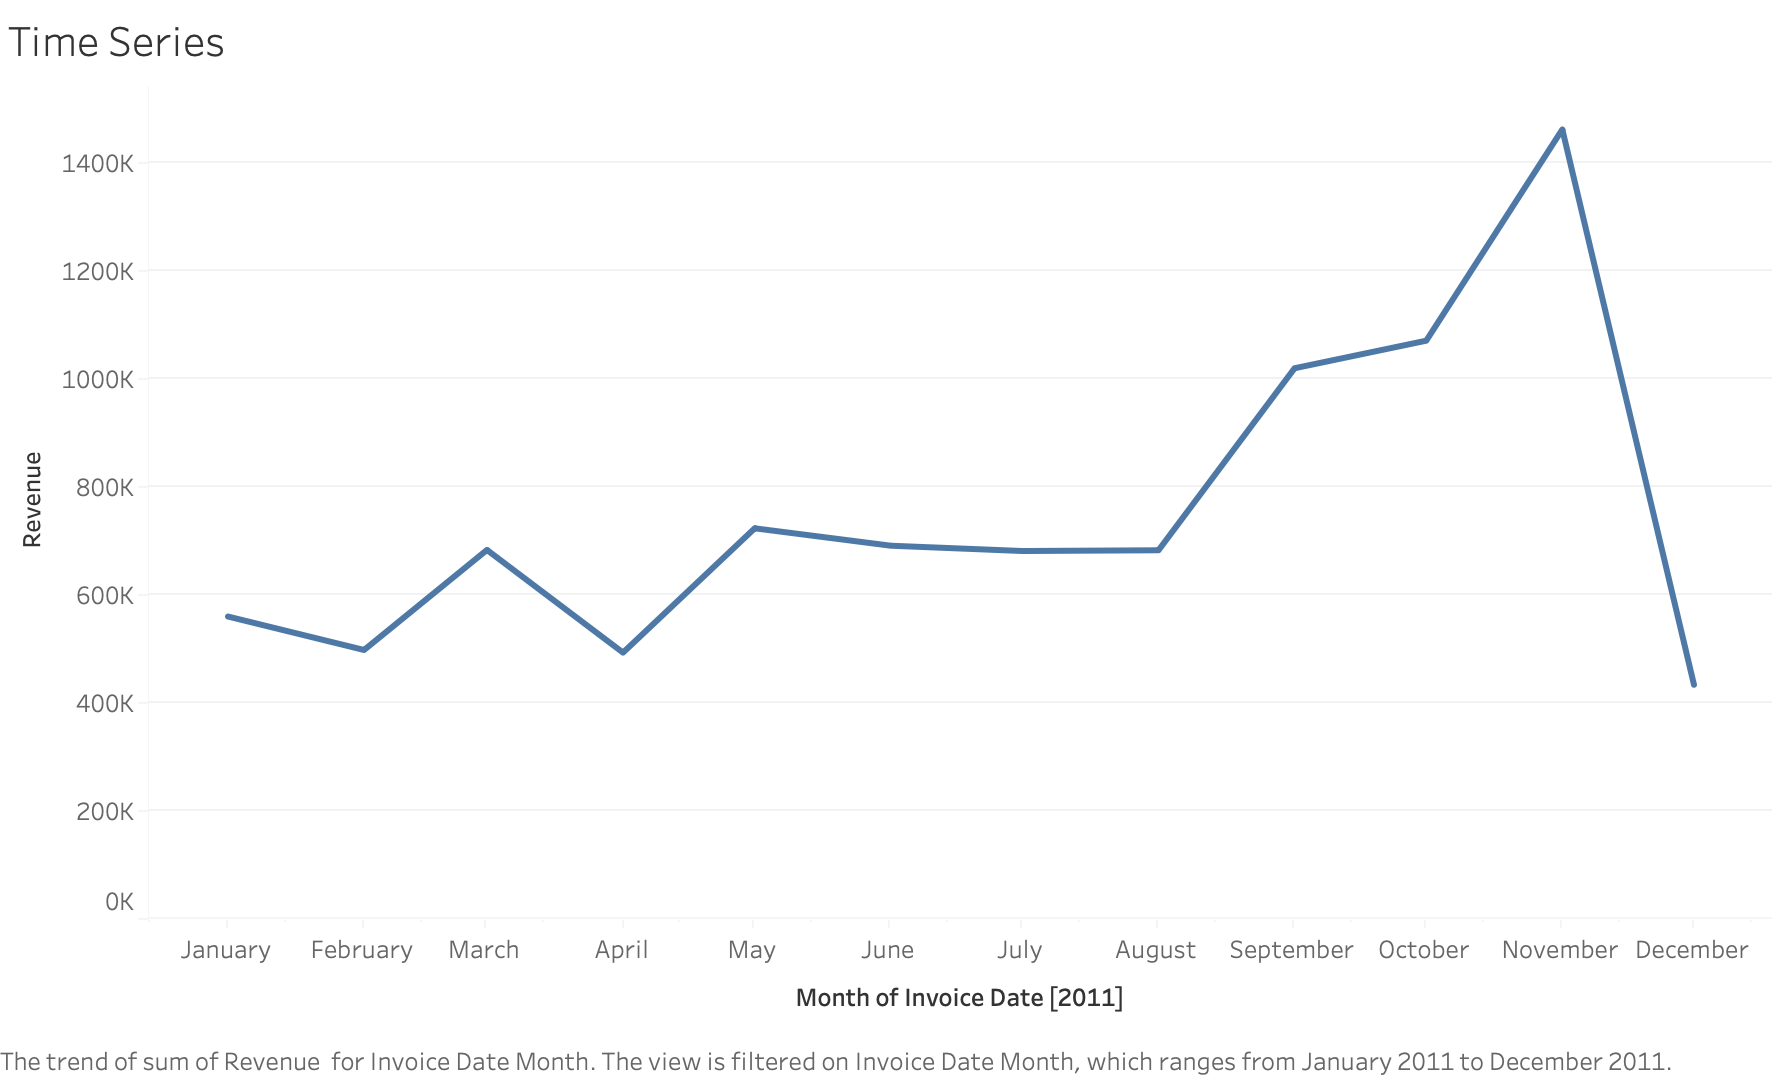 Time Series
1400K
1200K
1000K
800K
600K
400K
200K
0K
Revenue
January February March April May June July August September October November December
Month of Invoice Date [2011]
The trend of sum of Revenue  for Invoice Date Month. The view is filtered on Invoice Date Month, which ranges from January 2011 to December 2011.